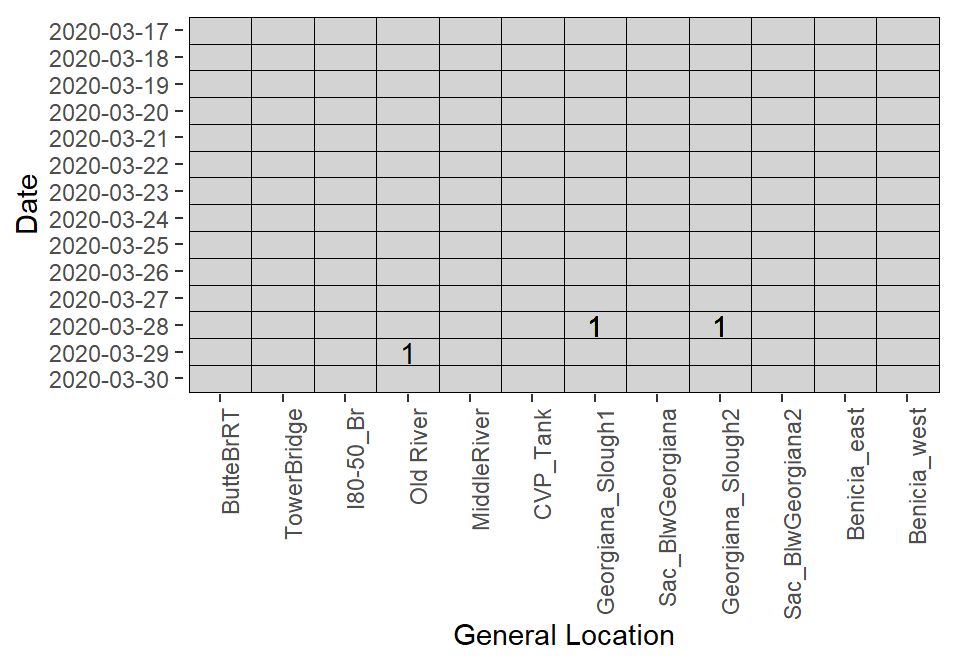 2020-03-17
2020-03-18
2020-03-19
2020-03-20
2020-03-21
2020-03-22
2020-03-23
2020-03-24
2020-03-25
2020-03-26
2020-03-27
2020-03-28 1 1
2020-03-29 1
2020-03-30
Date
ButteBrRT
TowerBridge
I80-50_Br
Old River
MiddleRiver
CVP_Tank
Georgiana_Slough1
Sac_BlwGeorgiana
Georgiana_Slough2
Sac_BlwGeorgiana2
Benicia_east
Benicia_west
General Location